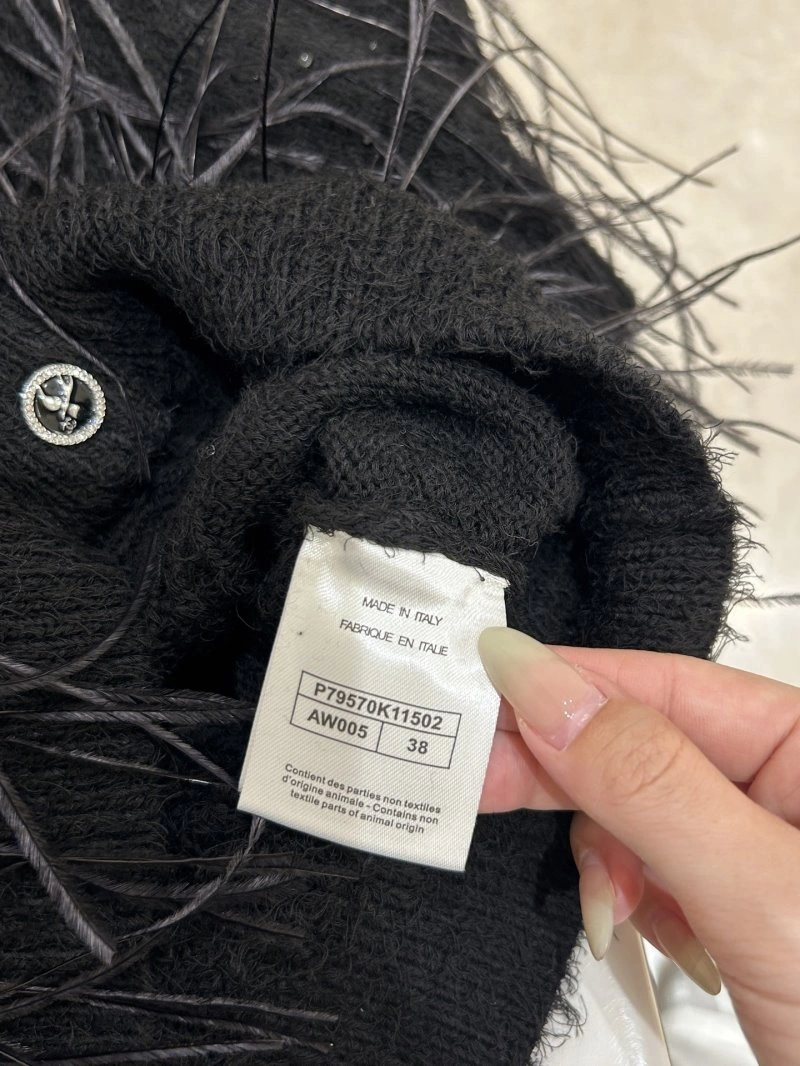 MADE IN ITALY
FABRIQUE EN ITALIE
P79570K11502
AW005 38
Contient des parties non textiles
d'origine animale - Contains non
textile parts of animal origin